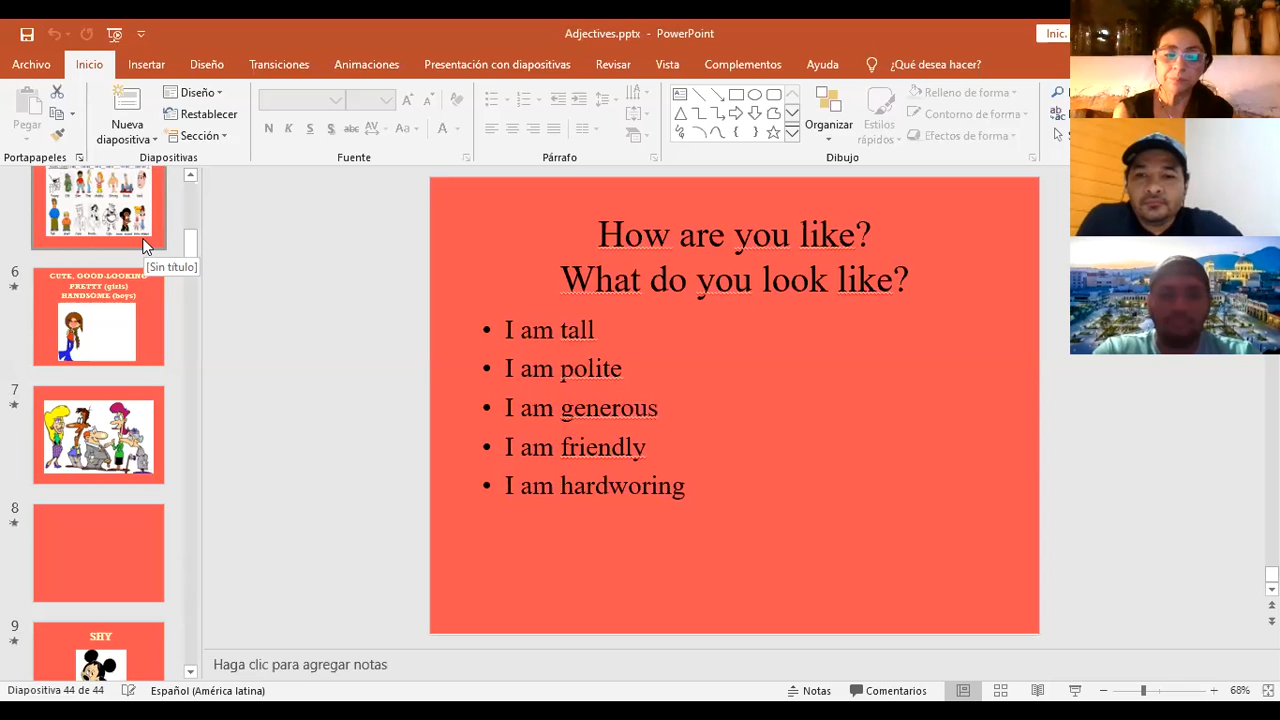 Adjectives.pptx - PowerPoint
Inic.
Archivo
Inicio
Insertar
Diseño
Transiciones
Animaciones
Presentación con diapositivas
Revisar
Vista
Complementos
Ayuda
¿Qué desea hacer?
Pegar
Nueva
diapositiva
Diseño
Restablecer
Sección
N K S abc AV Aa A
Organizar
Estilos
rápidos
Relleno de forma
Contorno de forma
Efectos de forma
Portapapeles
Diapositivas
Fuente
Párrafo
Dibujo
[Sin título]
6
CUTE, GOOD-LOOKING
PRETTY (girls)
HANDSOME (boys)
7
8
9
SHY
How are you like?
What do you look like?
• I am tall
• I am polite
• I am generous
• I am friendly
• I am hardworing
Haga clic para agregar notas
Diapositiva 44 de 44
Español (América latina)
Notas
Comentarios
68%